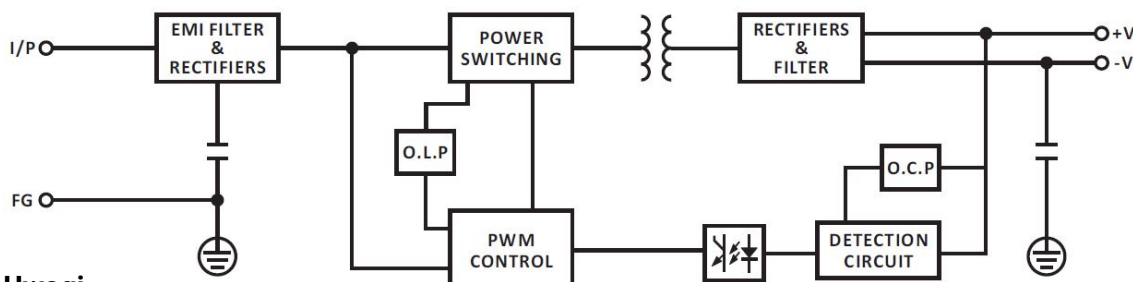 I/P
EMI FILTER
&
RECTIFIERS
POWER
SWITCHING
RECTIFIERS
&
FILTER
+V
-V
O.L.P
O.C.P
FG
PWM
CONTROL
DETECTION
CIRCUIT